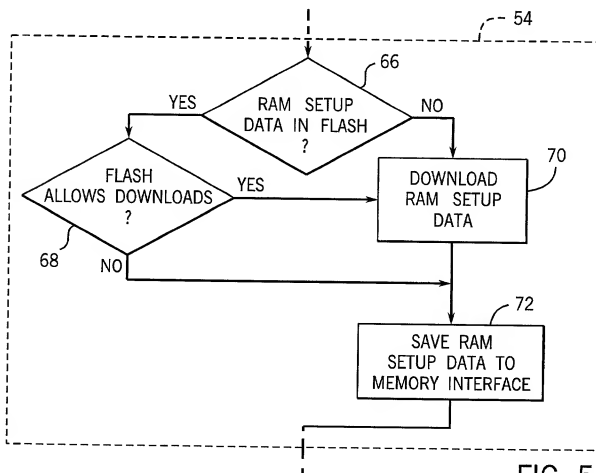 54
66
YES
RAM SETUP
DATA IN FLASH
?
NO
FLASH
ALLOWS DOWNLOADS
?
YES
70
DOWNLOAD
RAM SETUP
DATA
68
NO
72
SAVE RAM
SETUP DATA TO
MEMORY INTERFACE
FIG. 5